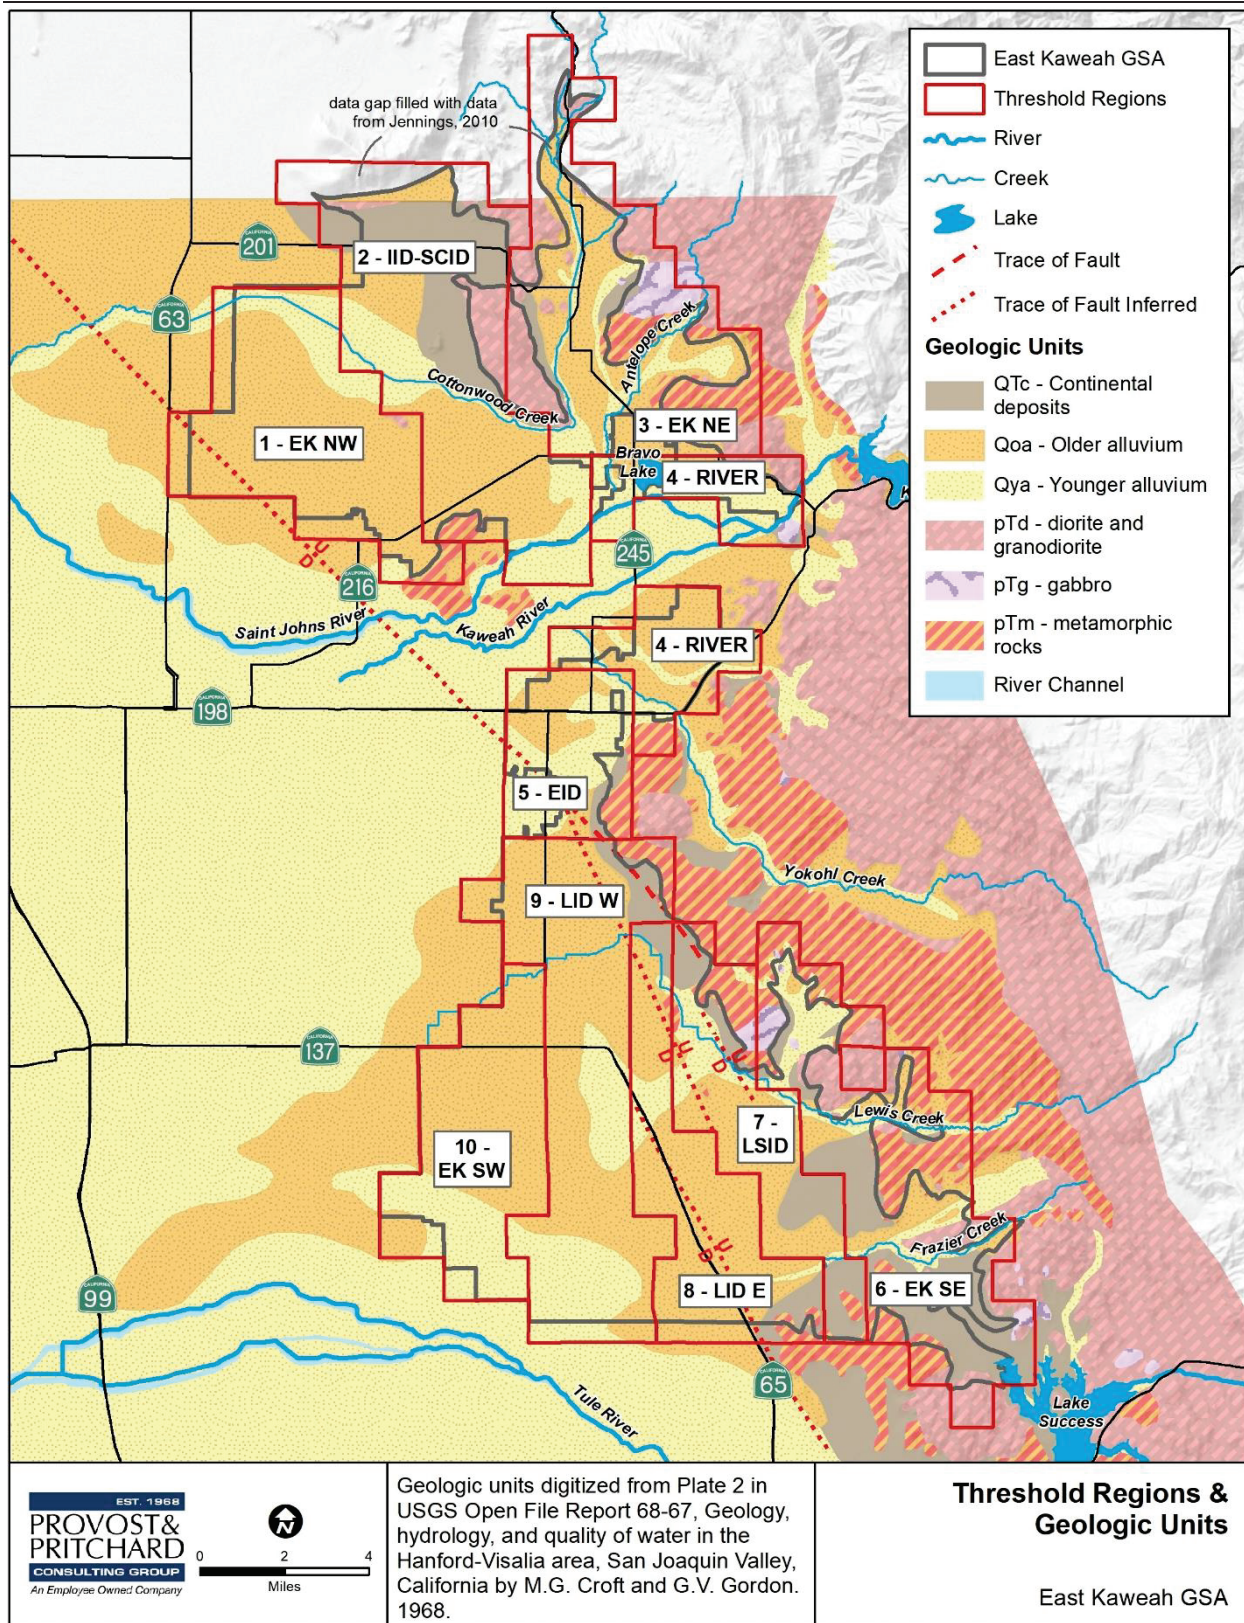 data gap filled with data
from Jennings, 2010
East Kaweah GSA
Threshold Regions
River
Creek
Lake
Trace of Fault
Trace of Fault Inferred
Geologic Units
QTc - Continental
deposits
Qoa - Older alluvium
Qya - Younger alluvium
pTd - diorite and
granodiorite
pTg - gabbro
pTm - metamorphic
rocks
River Channel
CALIFORNIA
201
2 - IID-SCID
CALIFORNIA
63
Antelope Creek
Cottonwood Creek
1 - EK NW
3 - EK NE
Bravo
Lake
4 - RIVER
K
CALIFORNIA
245
U
D
CALIFORNIA
216
Saint Johns River
Kaweah River
4 - RIVER
CALIFORNIA
198
5 - EID
Yokohl Creek
9 - LID W
CALIFORNIA
137
U
D
U
D
Lewis Creek
7 -
LSID
10 -
EK SW
Frazier Creek
U
D
8 - LID E
6 - EK SE
CALIFORNIA
99
CALIFORNIA
65
Tule River
Lake
Success
EST. 1968
PROVOST&
PRITCHARD
CONSULTING GROUP
An Employee Owned Company
N
0 2 4
Miles
Geologic units digitized from Plate 2 in
USGS Open File Report 68-67, Geology,
hydrology, and quality of water in the
Hanford-Visalia area, San Joaquin Valley,
California by M.G. Croft and G.V. Gordon.
1968.
Threshold Regions &
Geologic Units
East Kaweah GSA